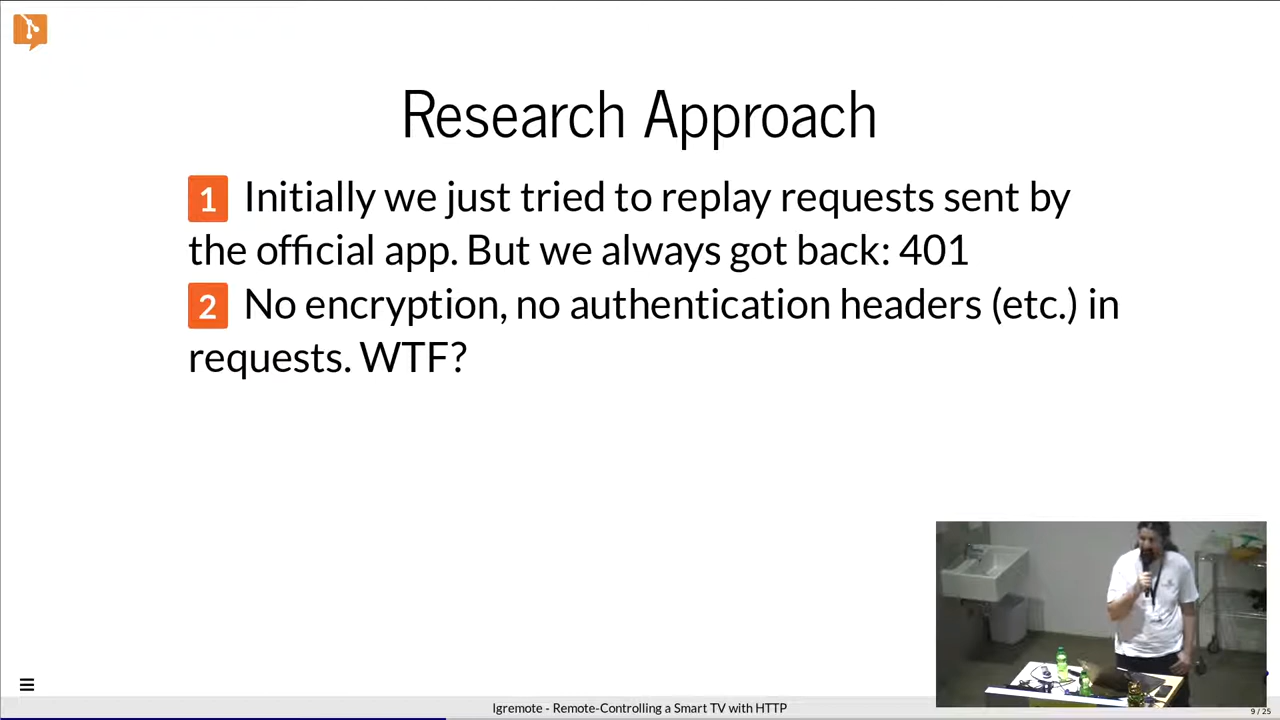 Research Approach
1 Initially we just tried to replay requests sent by
the official app. But we always got back: 401
2 No encryption, no authentication headers (etc.) in
requests. WTF?
lgremote - Remote-Controlling a Smart TV with HTTP
9 / 25